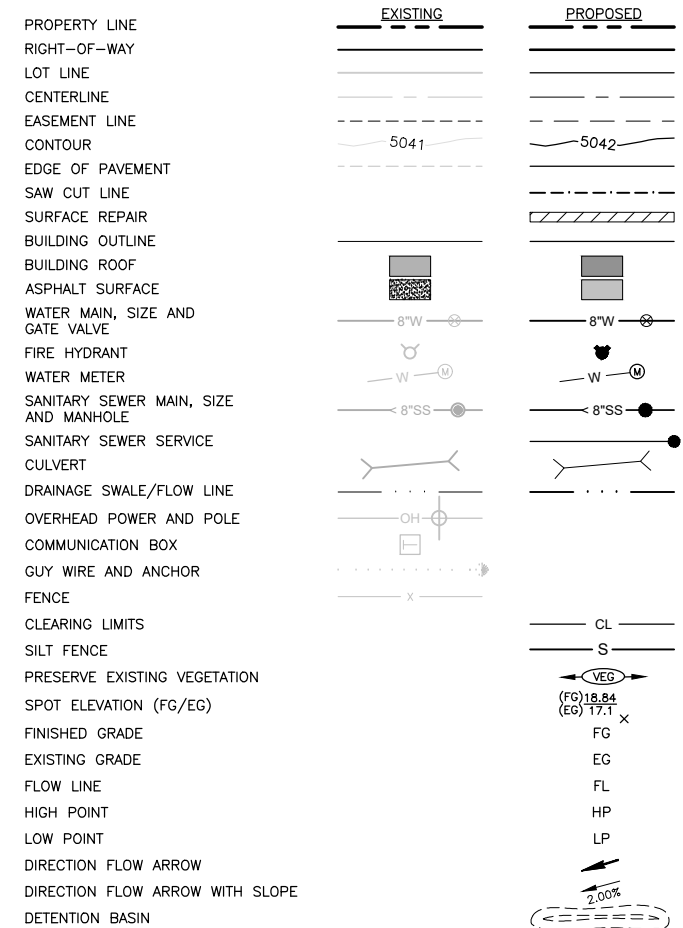 EXISTING PROPOSED
PROPERTY LINE
RIGHT-OF-WAY
LOT LINE
CENTERLINE
EASEMENT LINE
CONTOUR 5041 5042
EDGE OF PAVEMENT
SAW CUT LINE
SURFACE REPAIR
BUILDING OUTLINE
BUILDING ROOF
ASPHALT SURFACE
WATER MAIN, SIZE AND
GATE VALVE 8"W 8"W
FIRE HYDRANT
WATER METER W M W M
SANITARY SEWER MAIN, SIZE
AND MANHOLE < 8"SS < 8"SS
SANITARY SEWER SERVICE
CULVERT
DRAINAGE SWALE/FLOW LINE
OVERHEAD POWER AND POLE OH
COMMUNICATION BOX
GUY WIRE AND ANCHOR
FENCE X
CLEARING LIMITS CL
SILT FENCE S
PRESERVE EXISTING VEGETATION VEG
SPOT ELEVATION (FG/EG) (FG) 18.84
(EG) 17.1 X
FINISHED GRADE FG
EXISTING GRADE EG
FLOW LINE FL
HIGH POINT HP
LOW POINT LP
DIRECTION FLOW ARROW
DIRECTION FLOW ARROW WITH SLOPE 2.00%
DETENTION BASIN